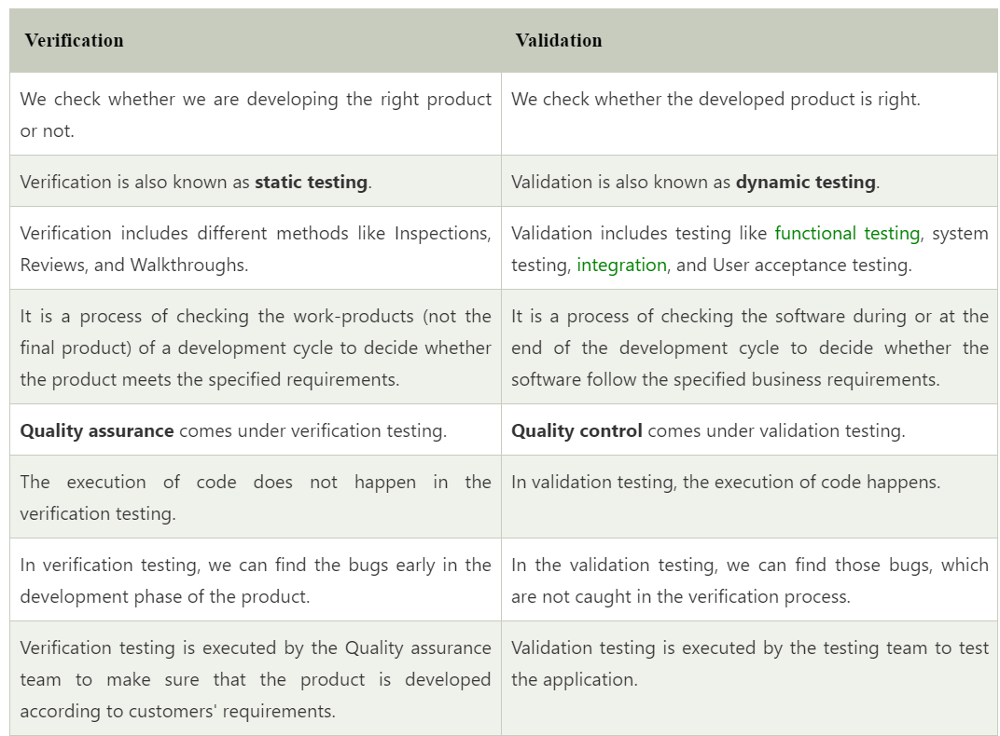 Verification
Validation
We check whether we are developing the right product
or not.
We check whether the developed product is right.
Verification is also known as static testing.
Validation is also known as dynamic testing.
Verification includes different methods like Inspections,
Reviews, and Walkthroughs.
Validation includes testing like functional testing, system
testing, integration, and User acceptance testing.
It is a process of checking the work-products (not the
final product) of a development cycle to decide whether
the product meets the specified requirements.
It is a process of checking the software during or at the
end of the development cycle to decide whether the
software follow the specified business requirements.
Quality assurance comes under verification testing.
Quality control comes under validation testing.
The execution of code does not happen in the
verification testing.
In validation testing, the execution of code happens.
In verification testing, we can find the bugs early in the
development phase of the product.
In the validation testing, we can find those bugs, which
are not caught in the verification process.
Verification testing is executed by the Quality assurance
team to make sure that the product is developed
according to customers' requirements.
Validation testing is executed by the testing team to test
the application.